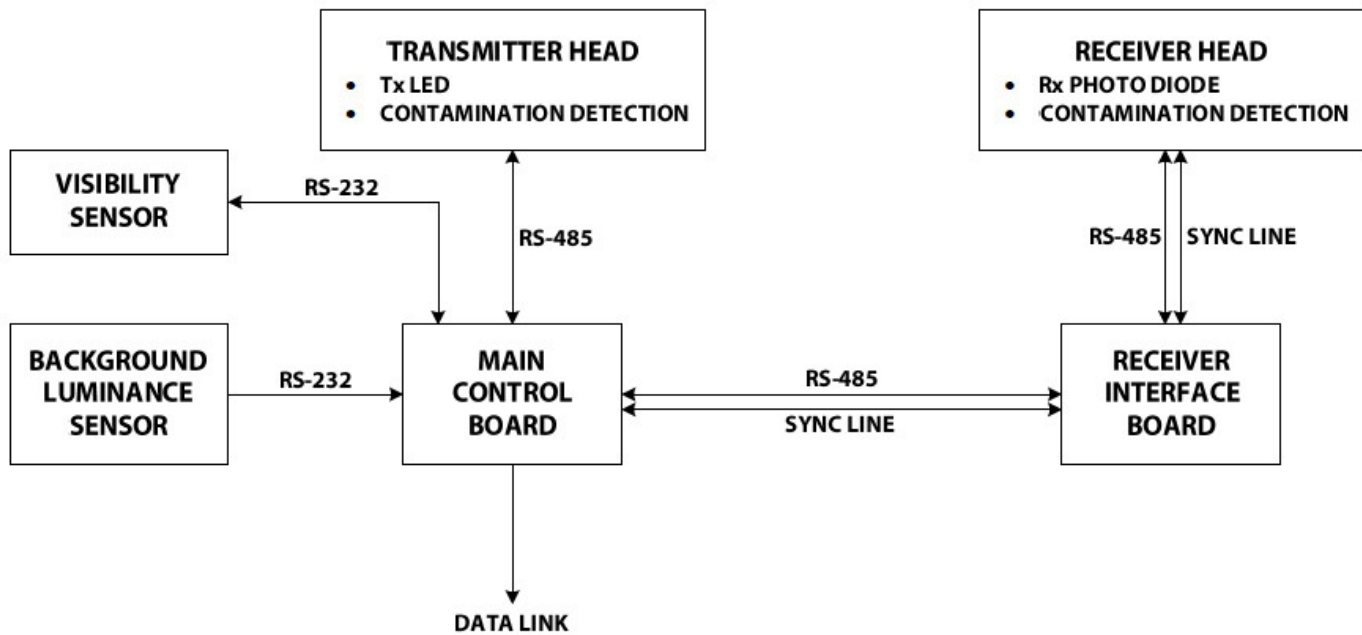 TRANSMITTER HEAD
• Tx LED
• CONTAMINATION DETECTION
RECEIVER HEAD
• Rx PHOTO DIODE
• CONTAMINATION DETECTION
VISIBILITY
SENSOR
RS-232
RS-485
RS-485
SYNC LINE
BACKGROUND
LUMINANCE
SENSOR
RS-232
MAIN
CONTROL
BOARD
RS-485
SYNC LINE
RECEIVER
INTERFACE
BOARD
DATA LINK